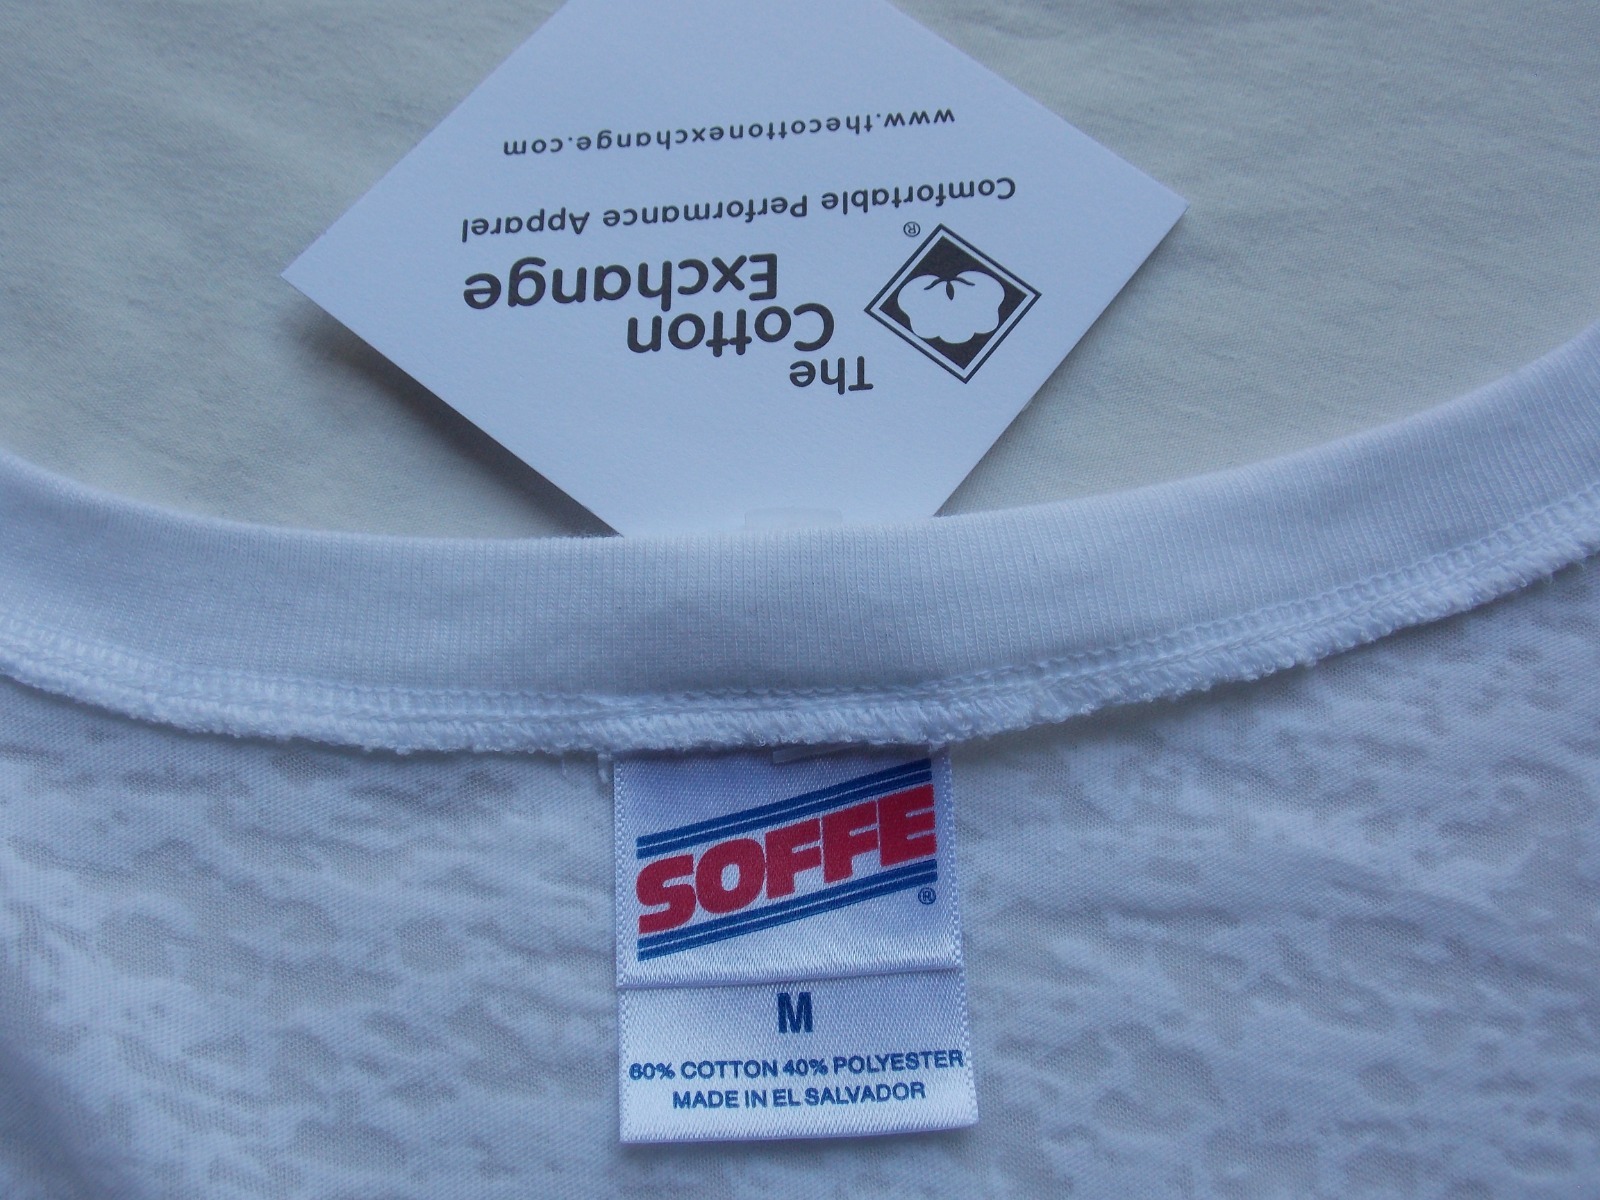 The
Cotton
Exchange
®
Comfortable Performance Apparel
www.thecottonexchange.com
SOFFE
®
M
60% COTTON 40% POLYESTER
MADE IN EL SALVADOR